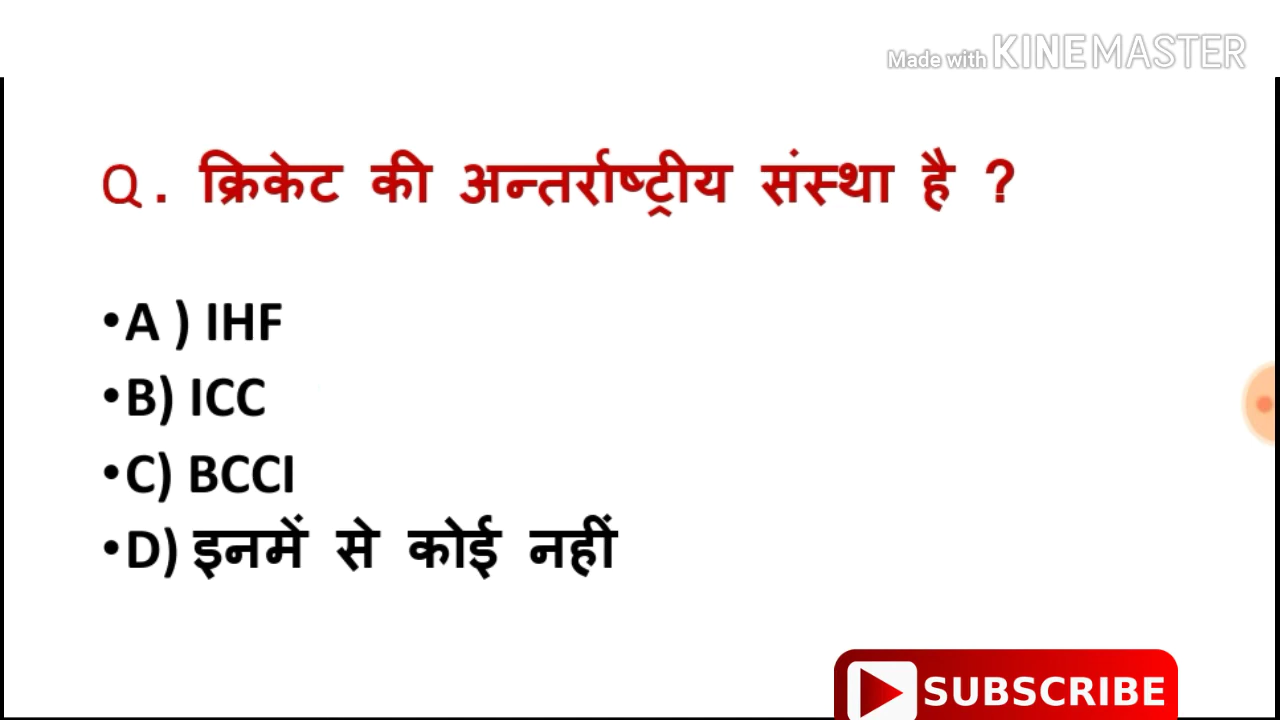 Made with KINEMASTER
Q. क्रिकेट की अन्तर्राष्ट्रीय संस्था है ?
•A ) IHF
•B) ICC
•C) BCCI
•D) इनमें से कोई नहीं
SUBSCRIBE